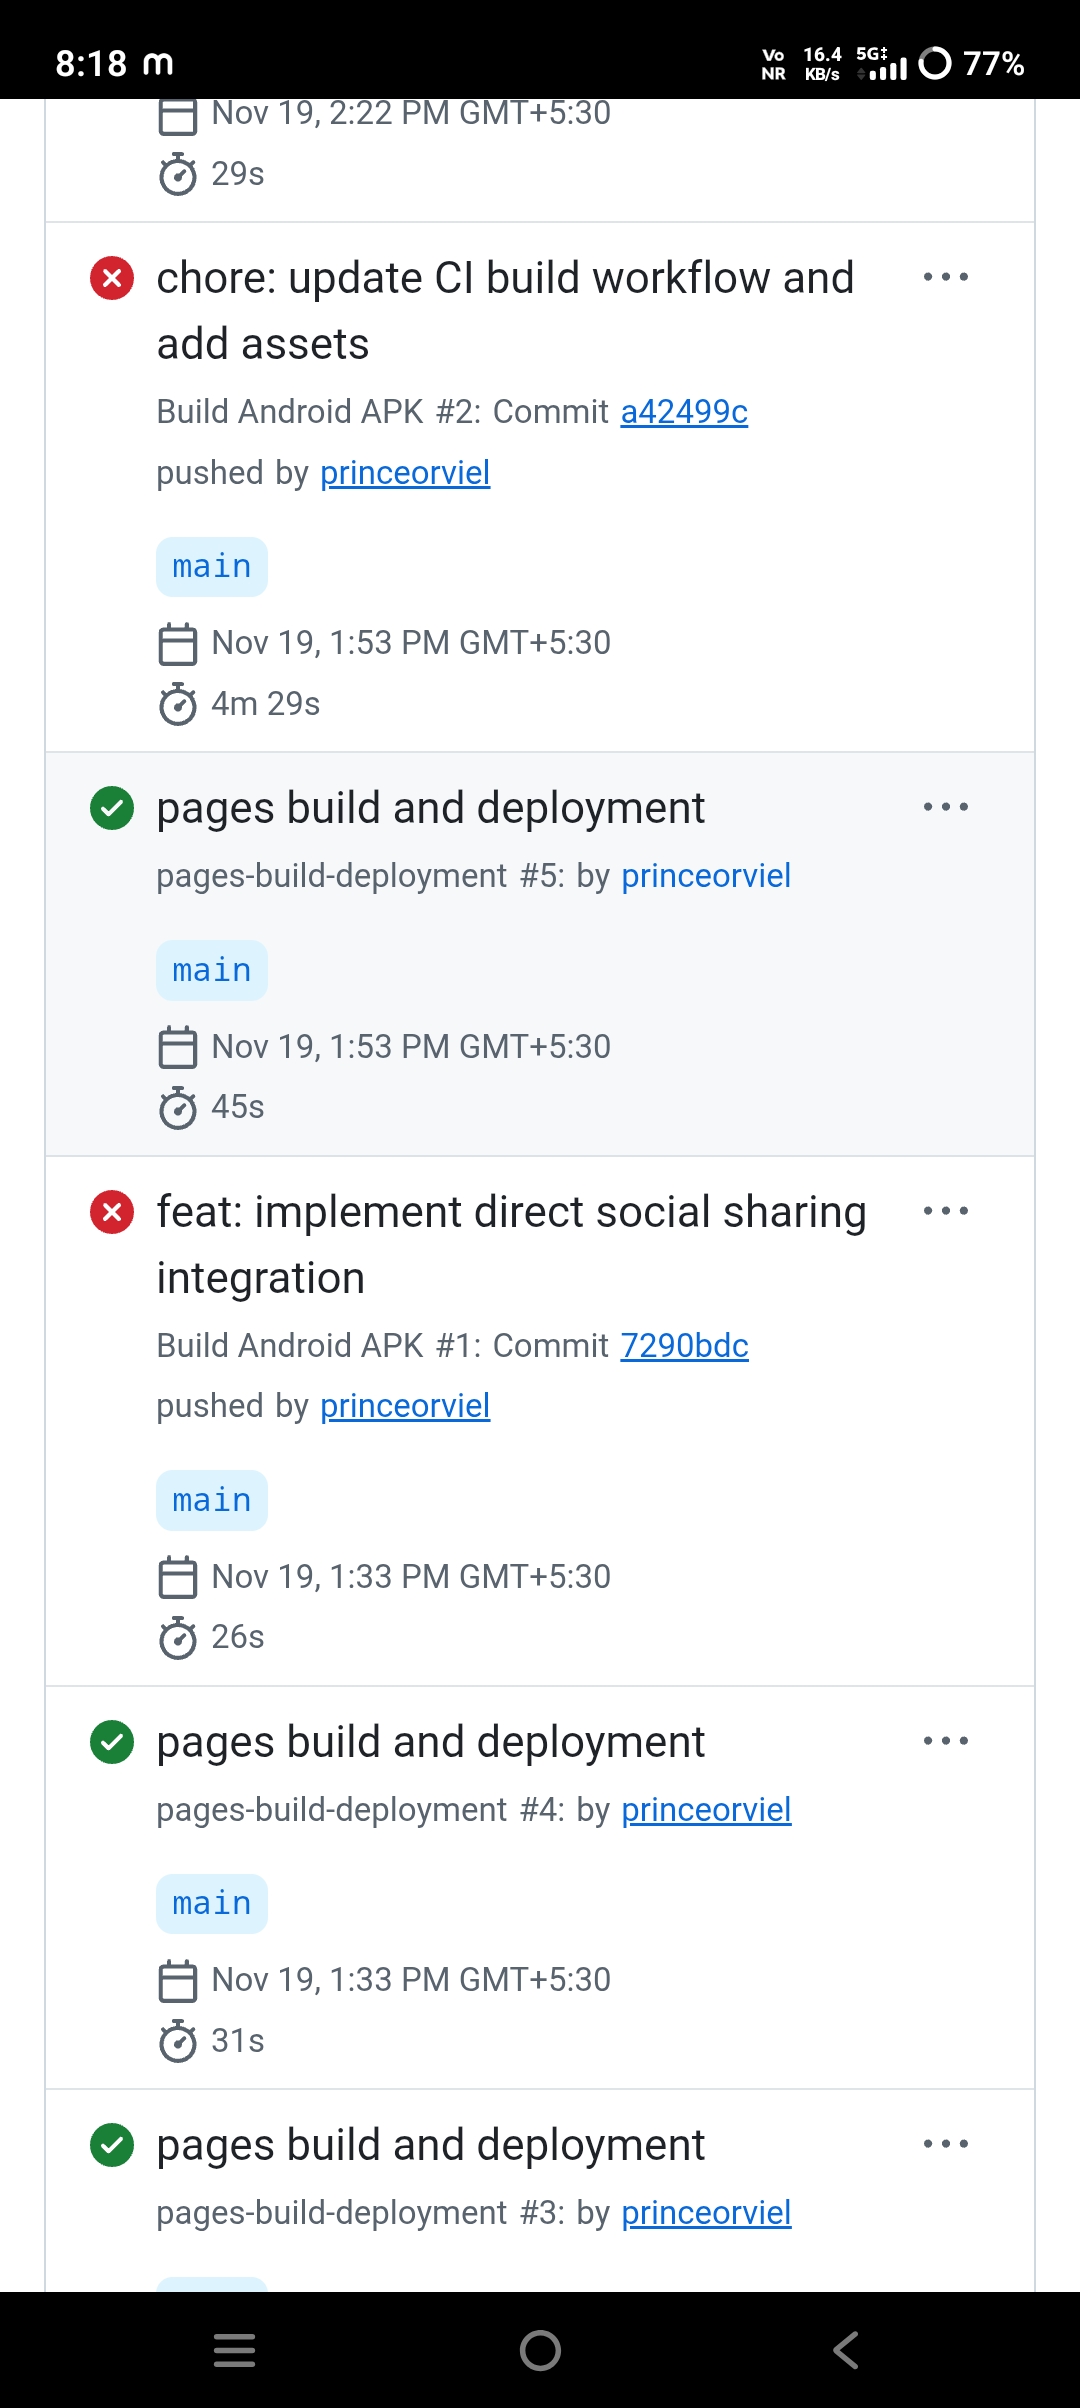 8:18
Vo NR 16.4 KB/s 5G 77%
Nov 19, 2:22 PM GMT+5:30
29s
chore: update CI build workflow and
add assets
Build Android APK #2: Commit a42499c
pushed by princeorviel
main
Nov 19, 1:53 PM GMT+5:30
4m 29s
pages build and deployment
pages-build-deployment #5: by princeorviel
main
Nov 19, 1:53 PM GMT+5:30
45s
feat: implement direct social sharing
integration
Build Android APK #1: Commit 7290bdc
pushed by princeorviel
main
Nov 19, 1:33 PM GMT+5:30
26s
pages build and deployment
pages-build-deployment #4: by princeorviel
main
Nov 19, 1:33 PM GMT+5:30
31s
pages build and deployment
pages-build-deployment #3: by princeorviel